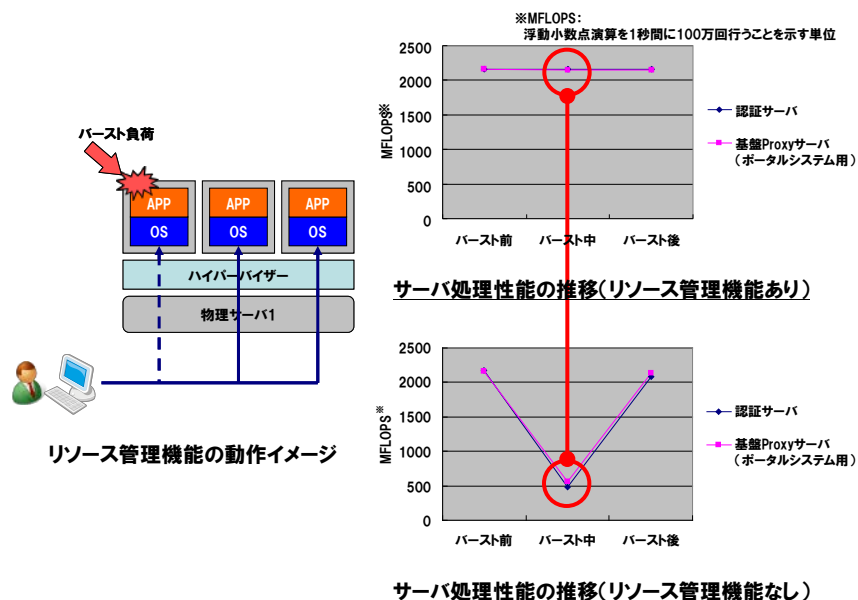 ※MFLOPS:
浮動小数点演算を1秒間に100万回行うことを示す単位
バースト負荷
APP
APP
APP
OS
OS
OS
ハイパーバイザー
物理サーバ1
リソース管理機能の動作イメージ
MFLOPS※
2500
2000
1500
1000
500
0
バースト前
バースト中
バースト後
認証サーバ
基盤Proxyサーバ
（ポータルシステム用）
サーバ処理性能の推移（リソース管理機能あり）
MFLOPS※
2500
2000
1500
1000
500
0
バースト前
バースト中
バースト後
認証サーバ
基盤Proxyサーバ
（ポータルシステム用）
サーバ処理性能の推移（リソース管理機能なし）